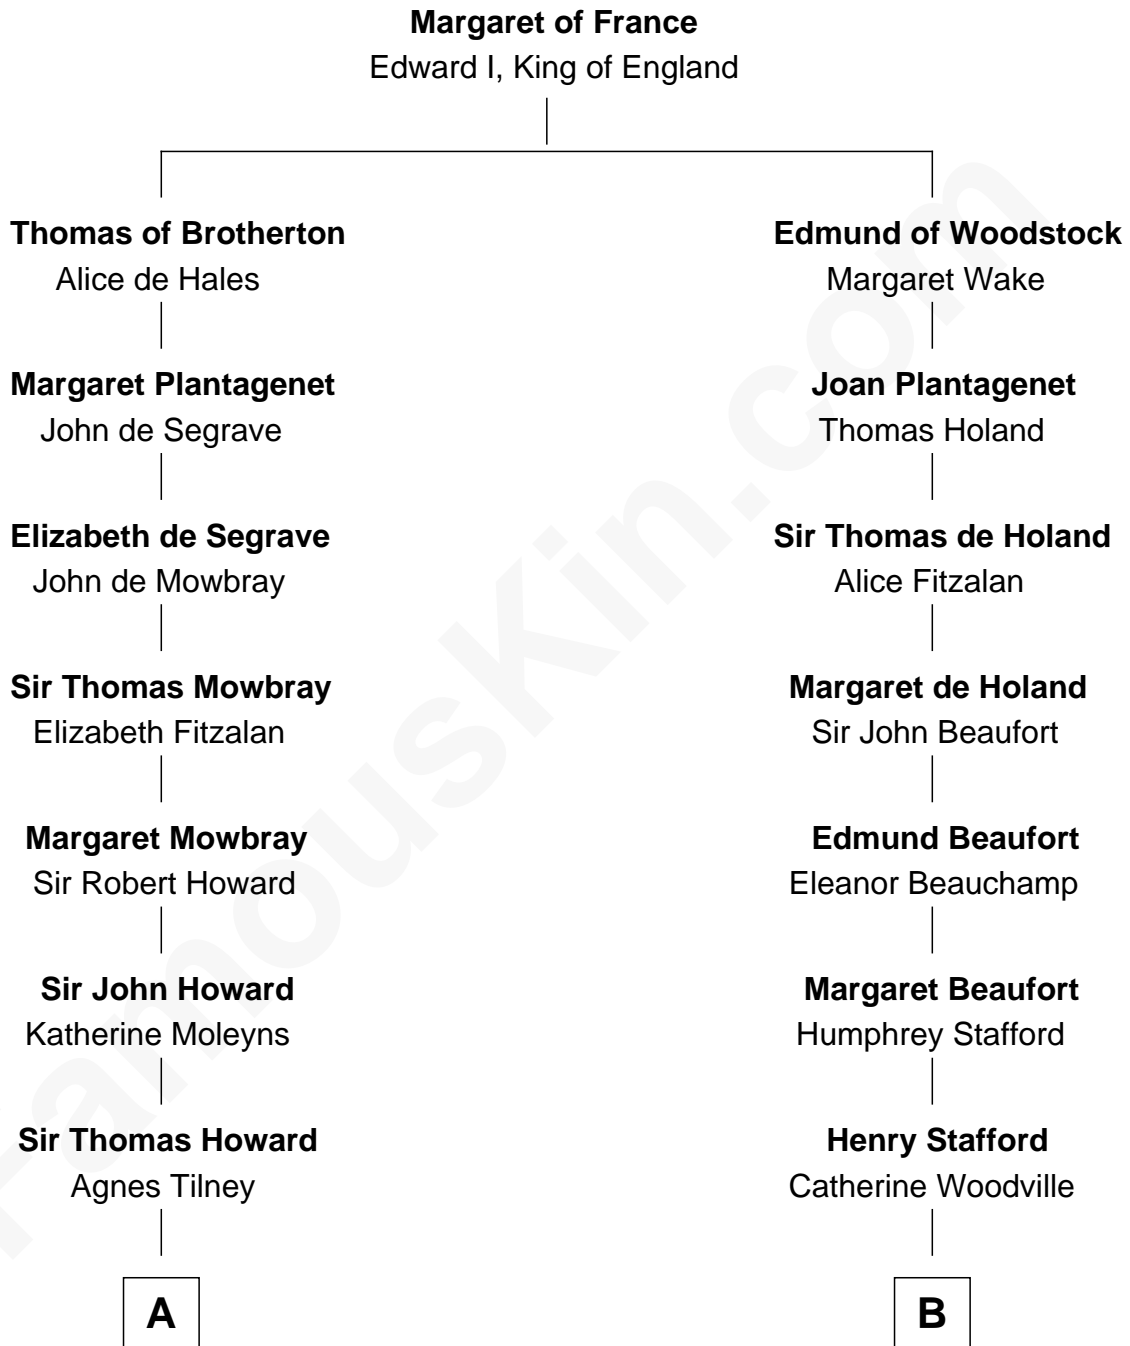 Margaret of France
Edward I, King of England
Thomas of Brotherton
Alice de Hales
Edmund of Woodstock
Margaret Wake
Margaret Plantagenet
John de Segrave
Joan Plantagenet
Thomas Holand
Elizabeth de Segrave
John de Mowbray
Sir Thomas de Holand
Alice Fitzalan
Sir Thomas Mowbray
Elizabeth Fitzalan
Margaret de Holand
Sir John Beaufort
Margaret Mowbray
Sir Robert Howard
Edmund Beaufort
Eleanor Beauchamp
Sir John Howard
Katherine Moleyns
Margaret Beaufort
Humphrey Stafford
Sir Thomas Howard
Agnes Tilney
Henry Stafford
Catherine Woodville
A
B
FamousKin.com